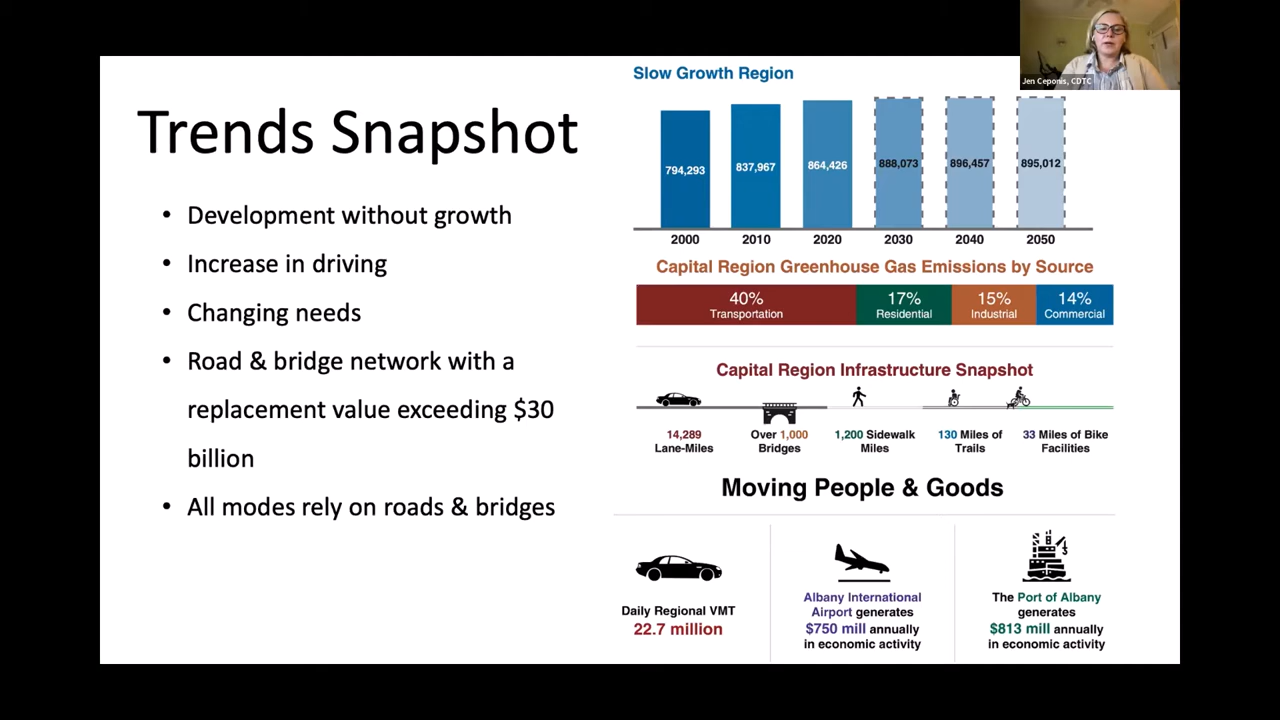 Jen Ceponis, CDTC
Trends Snapshot
• Development without growth
• Increase in driving
• Changing needs
• Road & bridge network with a
replacement value exceeding $30
billion
• All modes rely on roads & bridges
Slow Growth Region
794,293
837,967
864,426
888,073
896,457
895,012
2000 2010 2020 2030 2040 2050
Capital Region Greenhouse Gas Emissions by Source
40%
Transportation
17%
Residential
15%
Industrial
14%
Commercial
Capital Region Infrastructure Snapshot
14,289
Lane-Miles
Over 1,000
Bridges
1,200 Sidewalk
Miles
130 Miles of
Trails
33 Miles of Bike
Facilities
Moving People & Goods
Daily Regional VMT
22.7 million
Albany International
Airport generates
$750 mill annually
in economic activity
The Port of Albany
generates
$813 mill annually
in economic activity